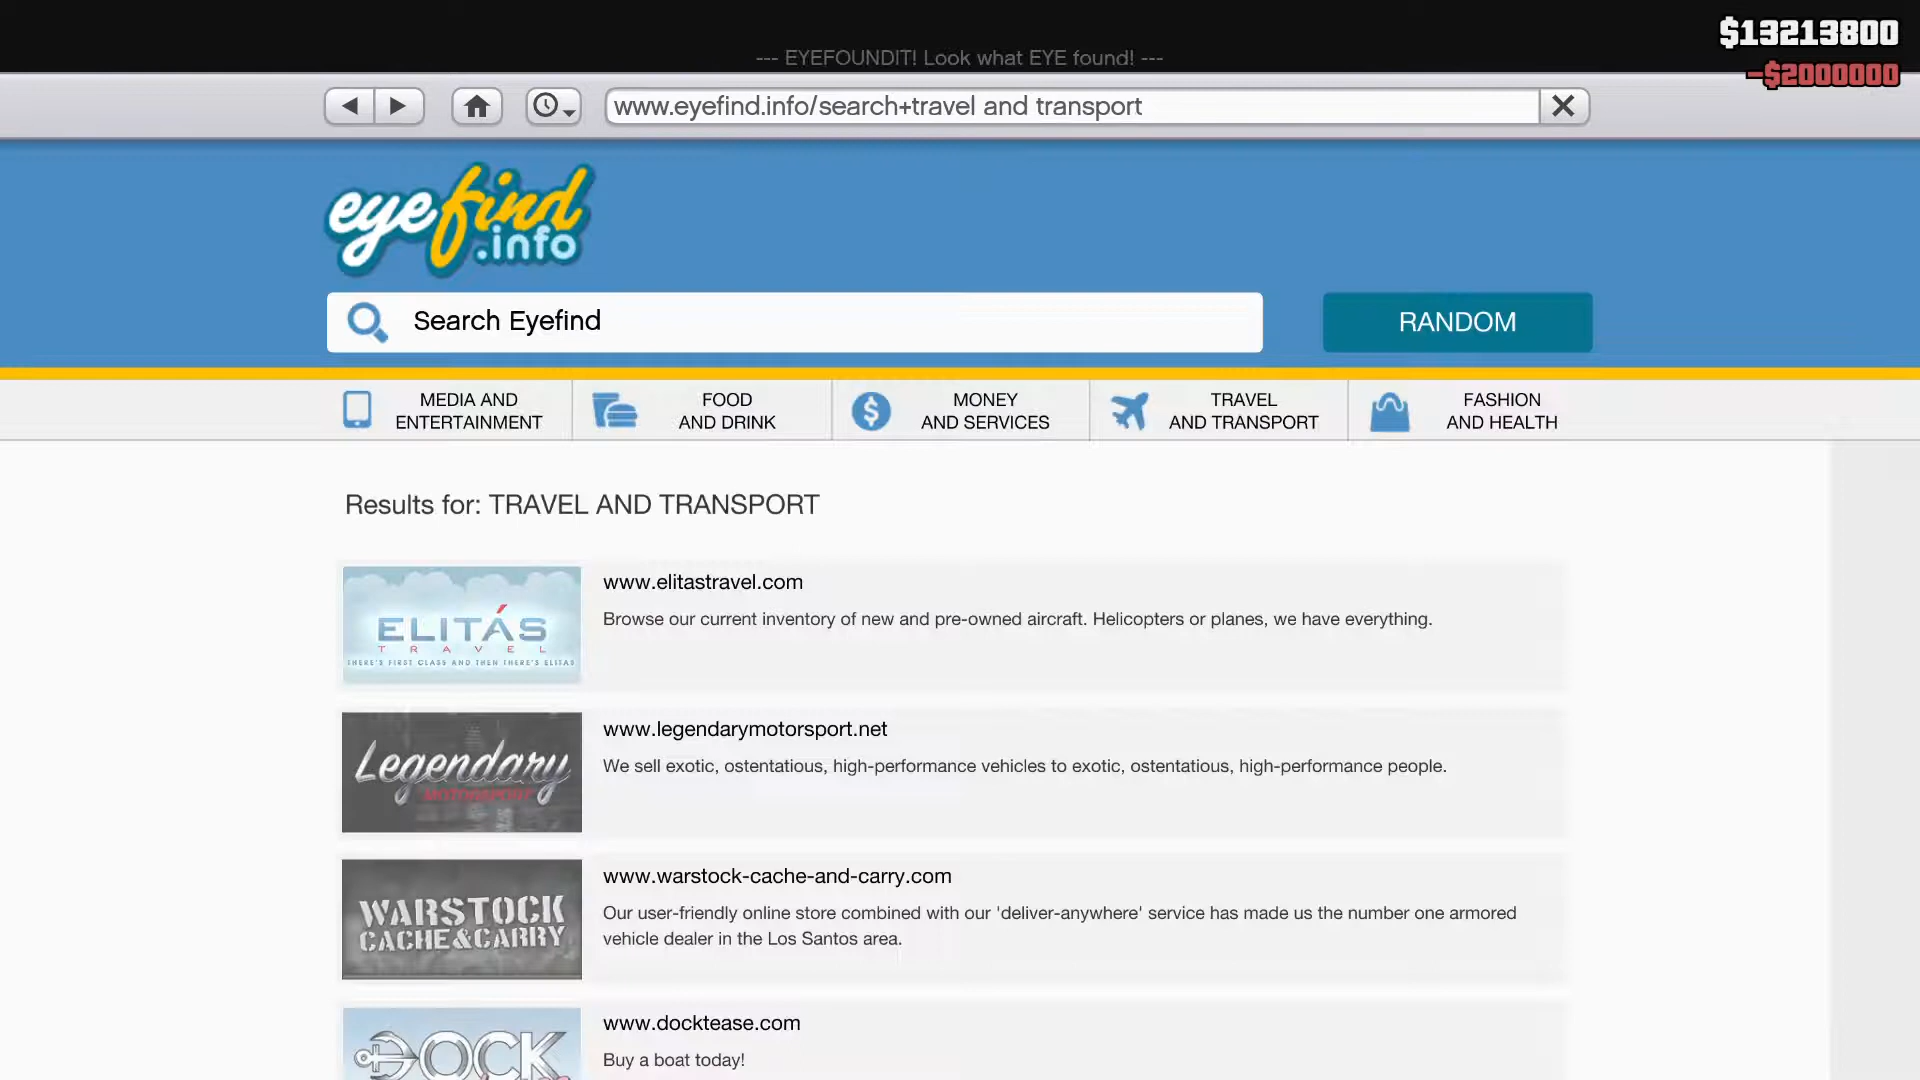 $13213800
--- EYEFOUNDIT! Look what EYE found! ---
-$2000000
www.eyefind.info/search+travel and transport
eyefind
.info
Search Eyefind
RANDOM
MEDIA AND
ENTERTAINMENT
FOOD
AND DRINK
MONEY
AND SERVICES
TRAVEL
AND TRANSPORT
FASHION
AND HEALTH
Results for: TRAVEL AND TRANSPORT
ELITÁS
TRAVEL
THERE'S FIRST CLASS AND THEN THERE'S ELITAS
www.elitastravel.com
Browse our current inventory of new and pre-owned aircraft. Helicopters or planes, we have everything.
Legendary
MOTORSPORT
www.legendarymotorsport.net
We sell exotic, ostentatious, high-performance vehicles to exotic, ostentatious, high-performance people.
WARSTOCK
CACHE&CARRY
www.warstock-cache-and-carry.com
Our user-friendly online store combined with our 'deliver-anywhere' service has made us the number one armored
vehicle dealer in the Los Santos area.
DOCK
www.docktease.com
Buy a boat today!